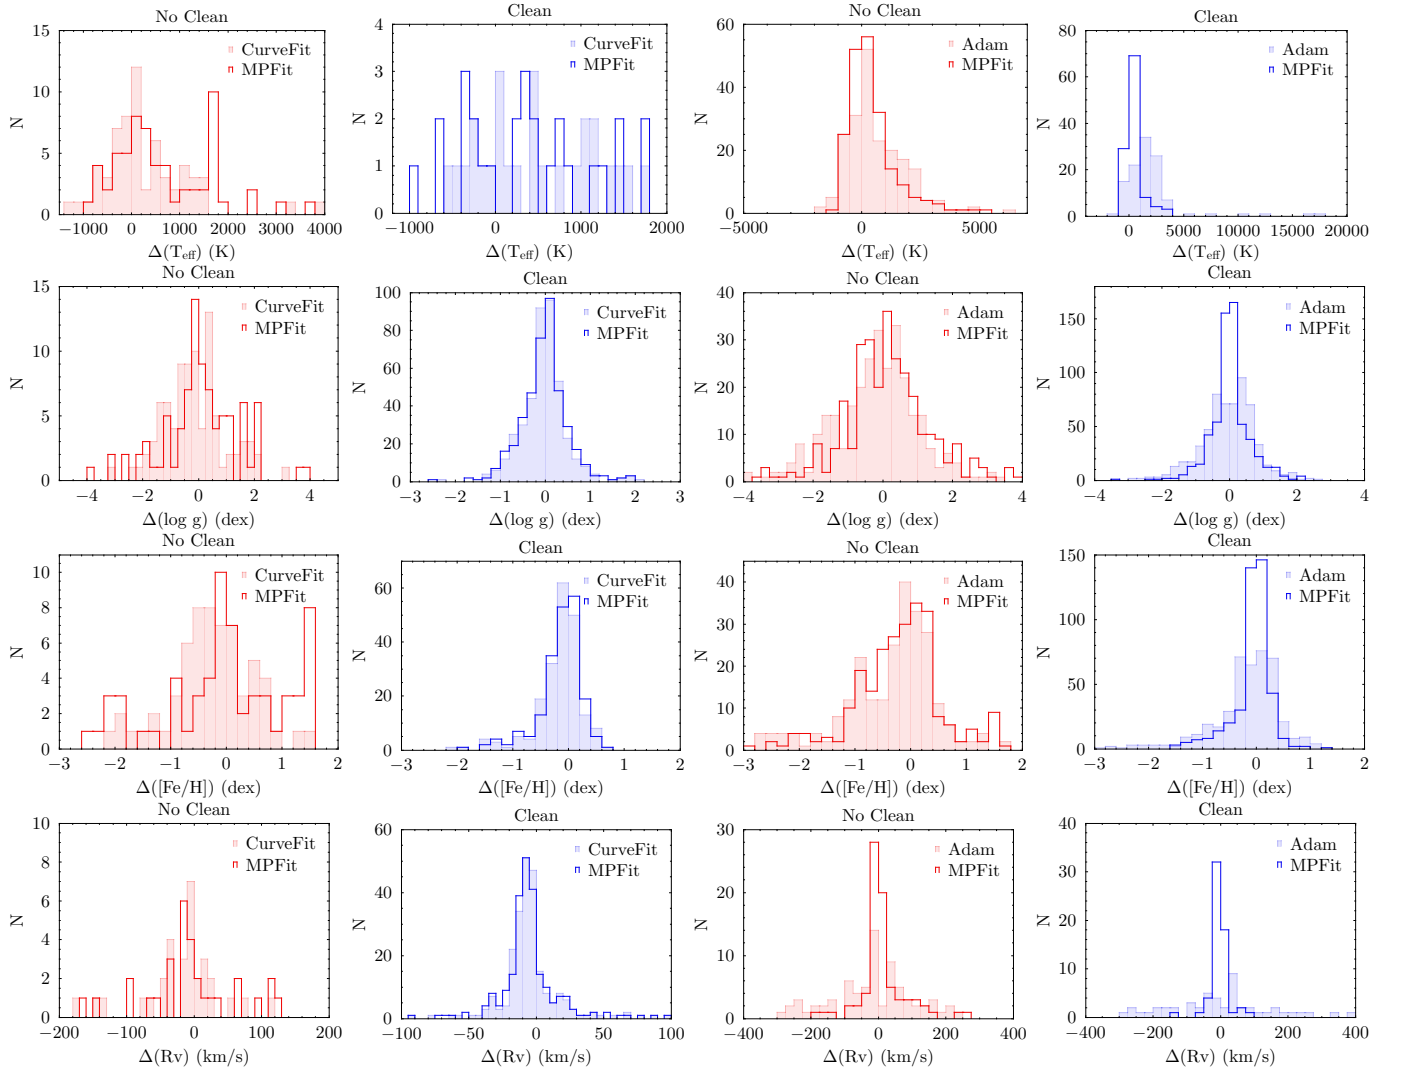 No Clean
15
10
5
0
N
CurveFit
MPFit
−1000 0 1000 2000 3000 4000
Δ(T_eff) (K)
Clean
4
3
2
1
0
N
CurveFit
MPFit
−1000 0 1000 2000
Δ(T_eff) (K)
No Clean
60
40
20
0
N
Adam
MPFit
−5000 0 5000
Δ(T_eff) (K)
Clean
80
60
40
20
0
N
Adam
MPFit
0 5000 10000 15000 20000
Δ(T_eff) (K)
No Clean
15
10
5
0
N
CurveFit
MPFit
−4 −2 0 2 4
Δ(log g) (dex)
Clean
100
80
60
40
20
0
N
CurveFit
MPFit
−3 −2 −1 0 1 2 3
Δ(log g) (dex)
No Clean
40
30
20
10
0
N
Adam
MPFit
−4 −2 0 2 4
Δ(log g) (dex)
Clean
150
100
50
0
N
Adam
MPFit
−4 −2 0 2 4
Δ(log g) (dex)
No Clean
10
8
6
4
2
0
N
CurveFit
MPFit
−3 −2 −1 0 1 2
Δ([Fe/H]) (dex)
Clean
60
40
20
0
N
CurveFit
MPFit
−3 −2 −1 0 1 2
Δ([Fe/H]) (dex)
No Clean
40
30
20
10
0
N
Adam
MPFit
−3 −2 −1 0 1 2
Δ([Fe/H]) (dex)
Clean
150
100
50
0
N
Adam
MPFit
−3 −2 −1 0 1 2
Δ([Fe/H]) (dex)
No Clean
10
8
6
4
2
0
N
CurveFit
MPFit
−200 −100 0 100 200
Δ(Rv) (km/s)
Clean
60
40
20
0
N
CurveFit
MPFit
−100 −50 0 50 100
Δ(Rv) (km/s)
No Clean
30
20
10
0
N
Adam
MPFit
−400 −200 0 200 400
Δ(Rv) (km/s)
Clean
40
30
20
10
0
N
Adam
MPFit
−400 −200 0 200 400
Δ(Rv) (km/s)